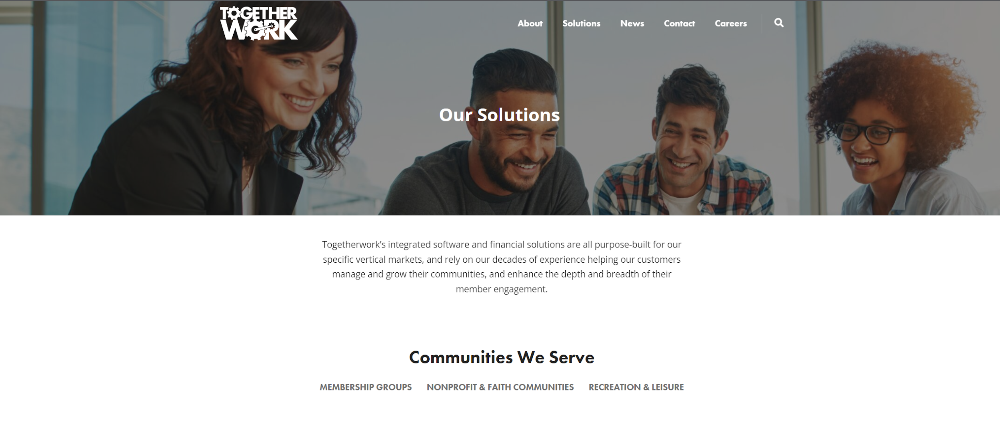 TOGETHER
WORK
About Solutions News Contact Careers
Our Solutions
Togetherwork’s integrated software and financial solutions are all purpose-built for our
specific vertical markets, and rely on our decades of experience helping our customers
manage and grow their communities, and enhance the depth and breadth of their
member engagement.
Communities We Serve
MEMBERSHIP GROUPS NONPROFIT & FAITH COMMUNITIES RECREATION & LEISURE